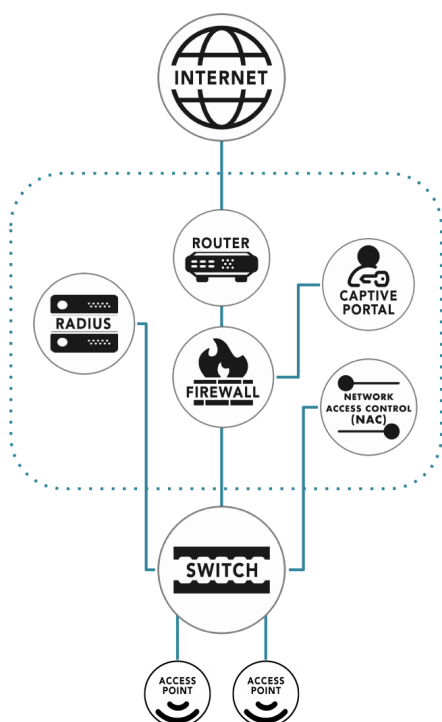 INTERNET
ROUTER
CAPTIVE
PORTAL
RADIUS
FIREWALL
NETWORK
ACCESS CONTROL
(NAC)
SWITCH
ACCESS
POINT
ACCESS
POINT